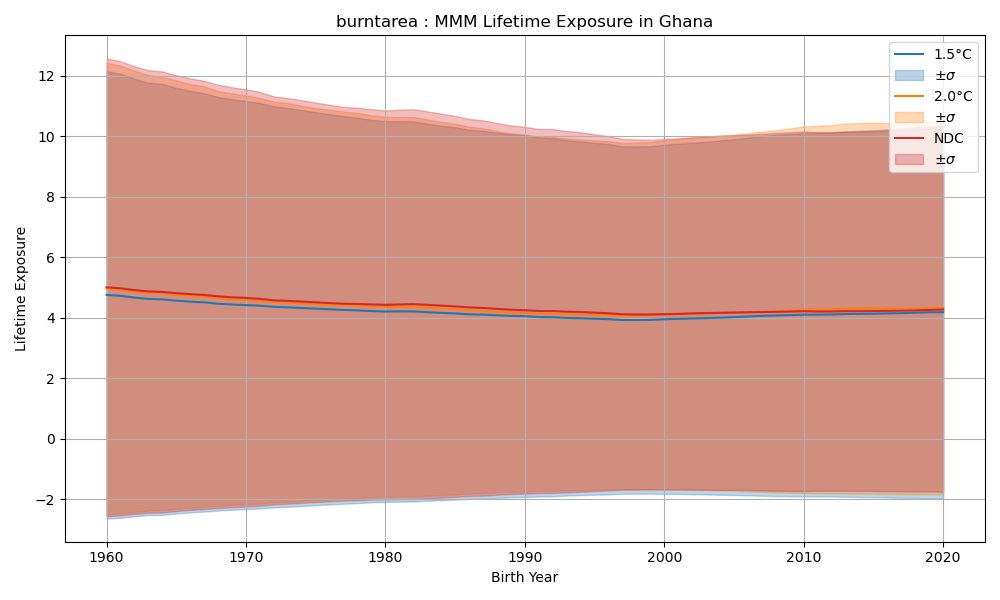 burntarea : MMM Lifetime Exposure in Ghana
1.5°C
±σ
2.0°C
±σ
NDC
±σ
Lifetime Exposure
12
10
8
6
4
2
0
−2
1960
1970
1980
1990
2000
2010
2020
Birth Year